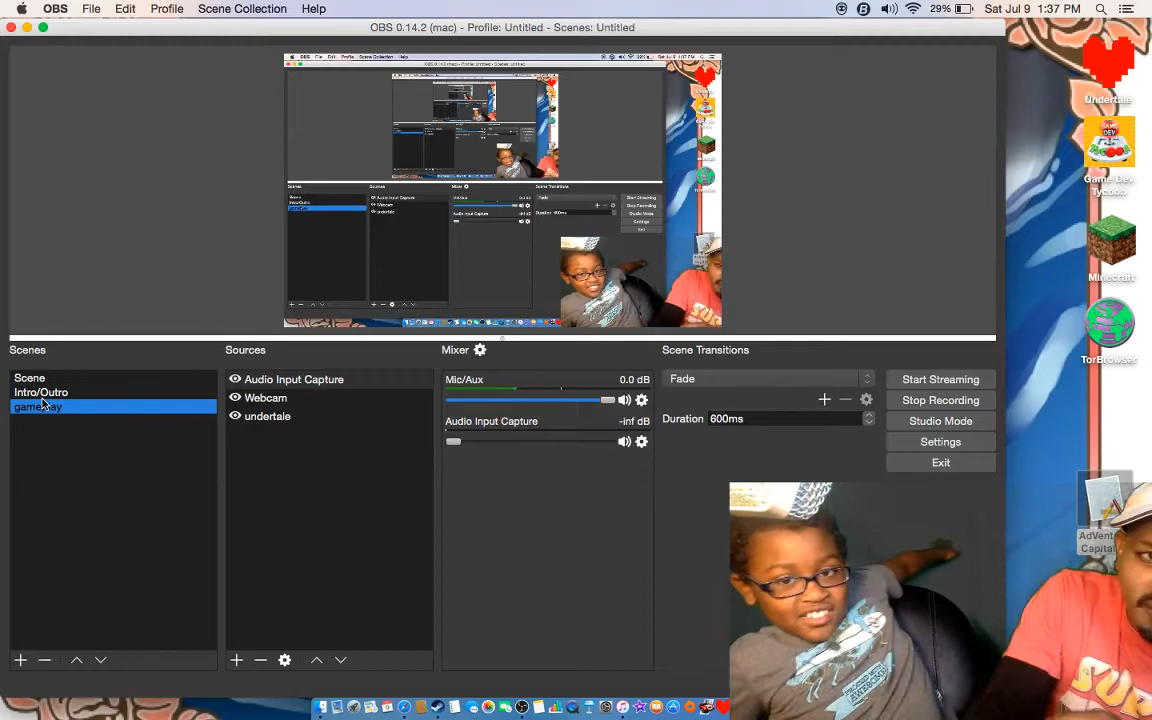 OBS File Edit Profile Scene Collection Help 29% Sat Jul 9 1:37 PM
OBS 0.14.2 (mac) - Profile: Untitled - Scenes: Untitled
Undertale
Game Dev
Tycoon
Minecraft
TorBrowser
Scenes
Scene
Intro/Outro
gameplay
Sources
Audio Input Capture
Webcam
undertale
Mixer
Mic/Aux 0.0 dB
Audio Input Capture -inf dB
Scene Transitions
Fade
Duration 600ms
Start Streaming
Stop Recording
Studio Mode
Settings
Exit
Capital